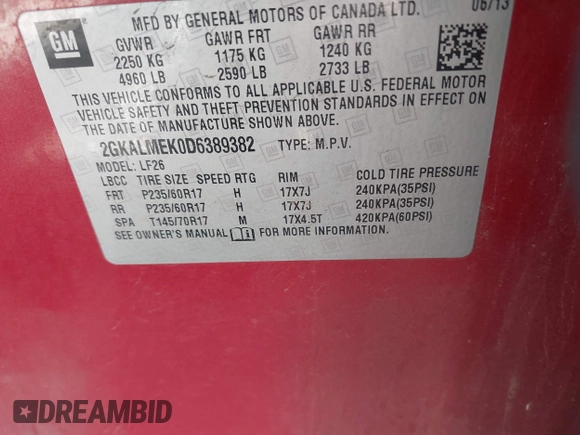 MFD BY GENERAL MOTORS OF CANADA LTD. 06/13
GM
GVWR GAWR FRT GAWR RR
2250 KG 1175 KG 1240 KG
4960 LB 2590 LB 2733 LB
THIS VEHICLE CONFORMS TO ALL APPLICABLE U.S. FEDERAL MOTOR
VEHICLE SAFETY AND THEFT PREVENTION STANDARDS IN EFFECT ON
THE DATE OF MANUFACTURE SHOWN ABOVE.
2GKALMEK0D6389382 TYPE: M.P.V.
MODEL: LF26
LBCC TIRE SIZE SPEED RTG RIM COLD TIRE PRESSURE
FRT P235/60R17 H 17X7J 240KPA(35PSI)
RR P235/60R17 H 17X7J 240KPA(35PSI)
SPA T145/70R17 M 17X4.5T 420KPA(60PSI)
SEE OWNER'S MANUAL i FOR MORE INFORMATION.
DREAMBID